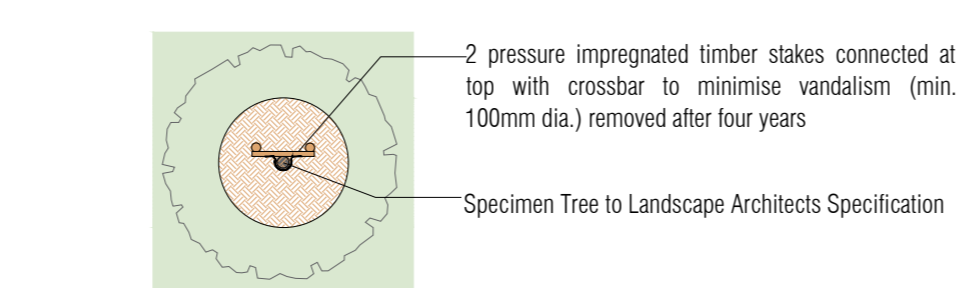 2 pressure impregnated timber stakes connected at
top with crossbar to minimise vandalism (min.
100mm dia.) removed after four years
Specimen Tree to Landscape Architects Specification